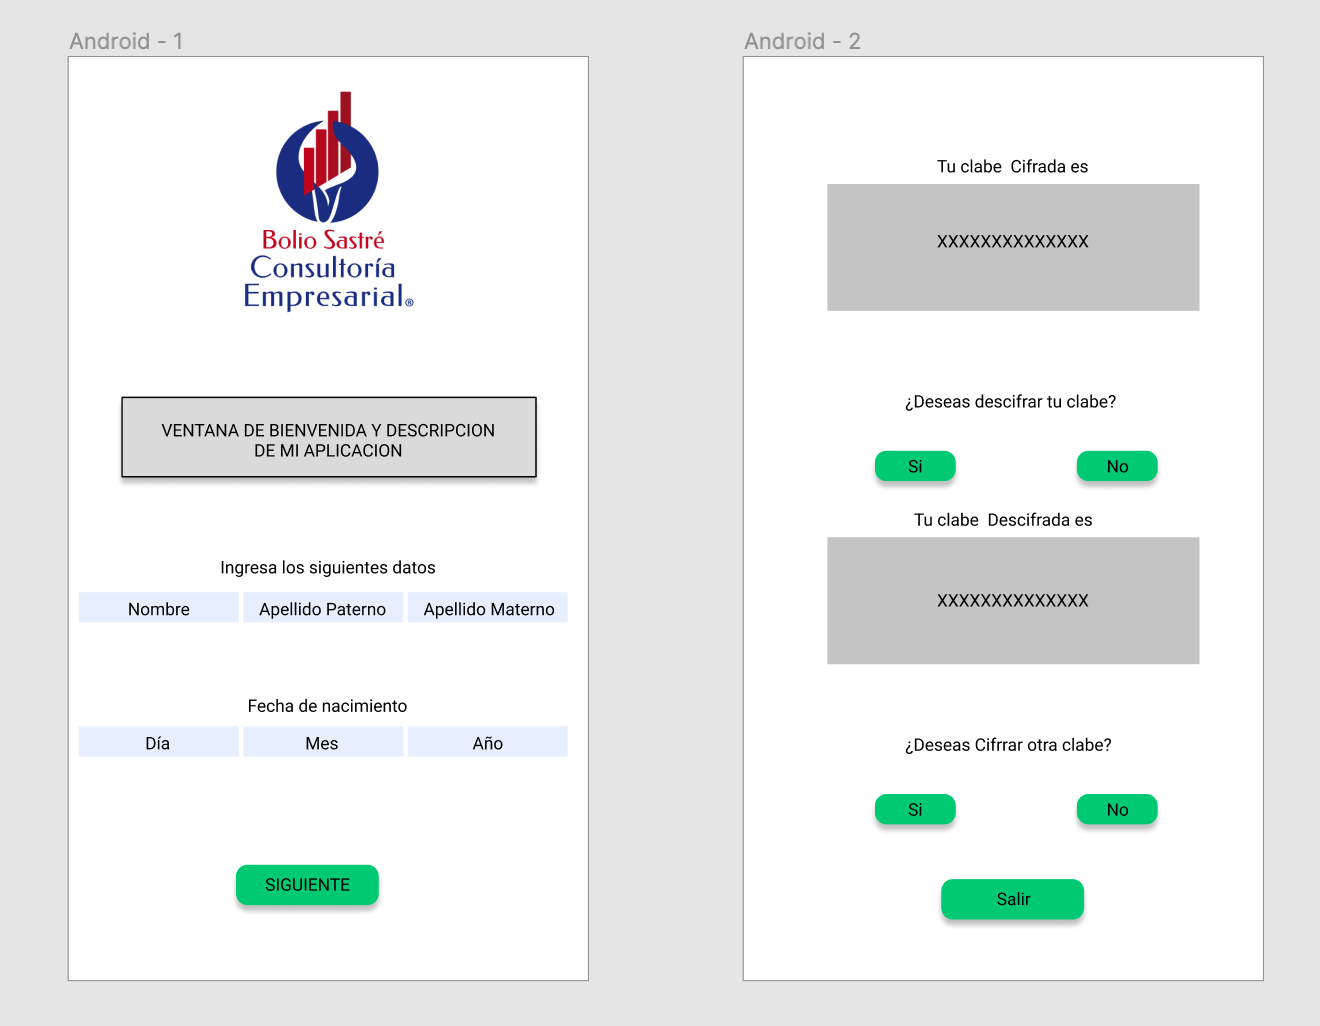 Android - 1
Bolio Sastré
Consultoría
Empresarial®
VENTANA DE BIENVENIDA Y DESCRIPCION
DE MI APLICACION
Ingresa los siguientes datos
Nombre Apellido Paterno Apellido Materno
Fecha de nacimiento
Día Mes Año
SIGUIENTE
Android - 2
Tu clabe Cifrada es
XXXXXXXXXXXXXX
¿Deseas descifrar tu clabe?
Si No
Tu clabe Descifrada es
XXXXXXXXXXXXXX
¿Deseas Cifrrar otra clabe?
Si No
Salir